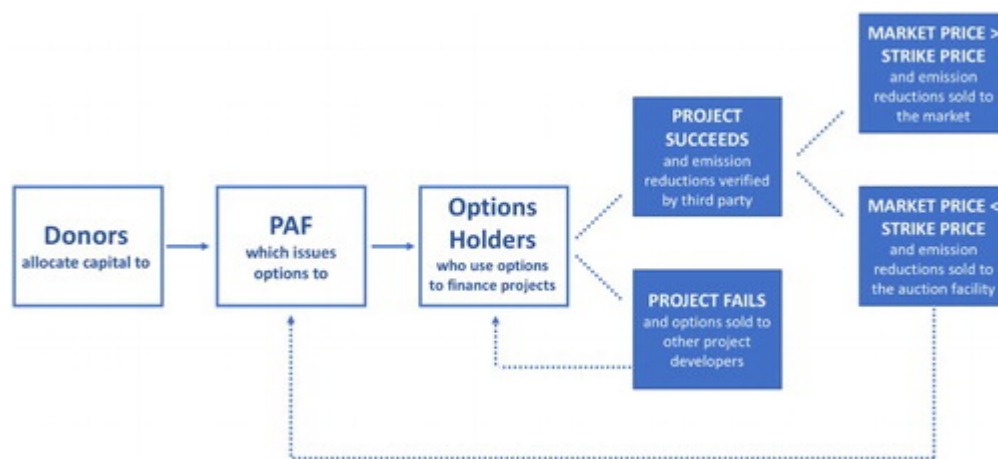 Donors
allocate capital to
PAF
which issues
options to
Options
Holders
who use options
to finance projects
PROJECT
SUCCEEDS
and emission
reductions verified
by third party
PROJECT FAILS
and options sold to
other project
developers
MARKET PRICE >
STRIKE PRICE
and emission
reductions sold to
the market
MARKET PRICE <
STRIKE PRICE
and emission
reductions sold to
the auction facility